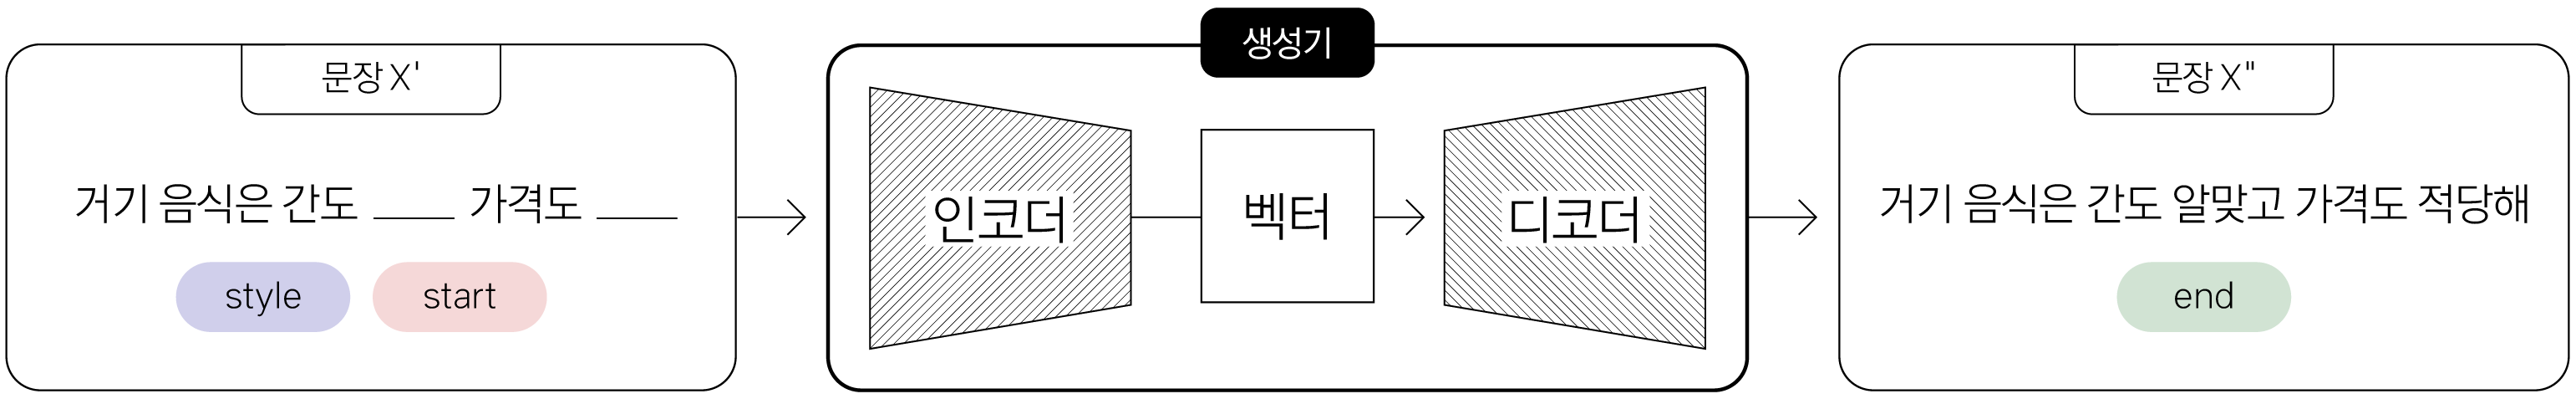 문장 X'
거기 음식은 간도 ____ 가격도 ____
style
start
생성기
인코더
벡터
디코더
문장 X"
거기 음식은 간도 알맞고 가격도 적당해
end